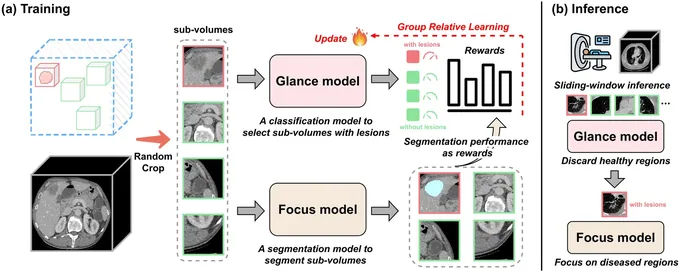 (a) Training
sub-volumes
Random
Crop
Glance model
A classification model to
select sub-volumes with lesions
Focus model
A segmentation model to
segment sub-volumes
Update
Group Relative Learning
with lesions
without lesions
Rewards
Segmentation performance
as rewards
(b) Inference
Sliding-window inference
...
Glance model
Discard healthy regions
with lesions
Focus model
Focus on diseased regions